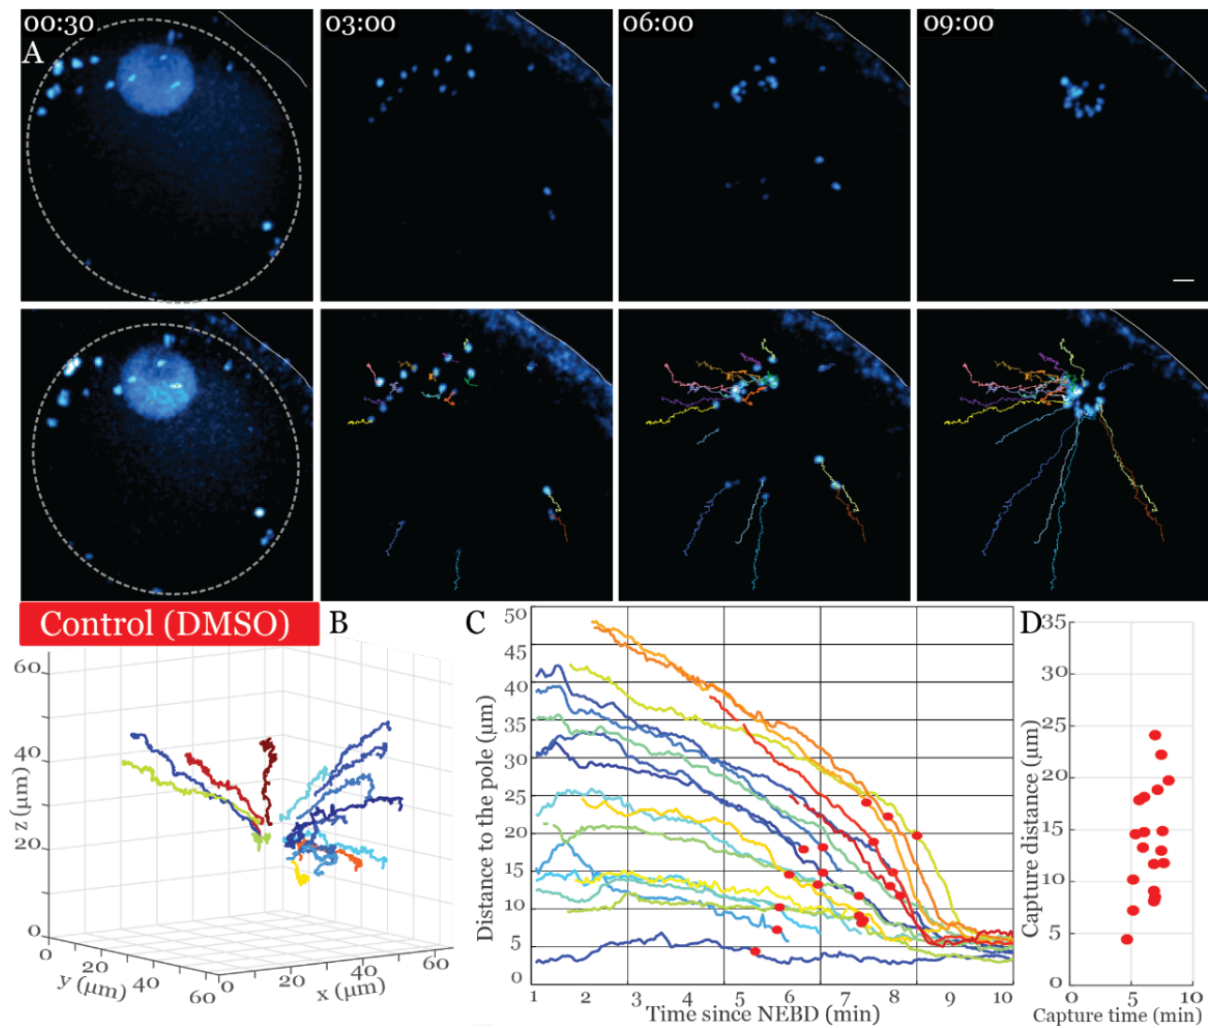 00:30 03:00 06:00 09:00
A
Control (DMSO)
B
60
40
20
0
z (µm)
0 20 40 60
y (µm)
0 20 40 60
x (µm)
C
50
45
40
35
30
25
20
15
10
5
0
Distance to the pole (µm)
1 2 3 4 5 6 7 8 9 10
Time since NEBD (min)
D
35
30
25
20
15
10
5
0
Capture distance (µm)
0 5 10
Capture time (min)